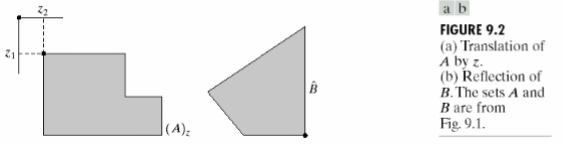 z2
z1
(A)z
B̂
a b
FIGURE 9.2
(a) Translation of
A by z.
(b) Reflection of
B. The sets A and
B are from
Fig. 9.1.